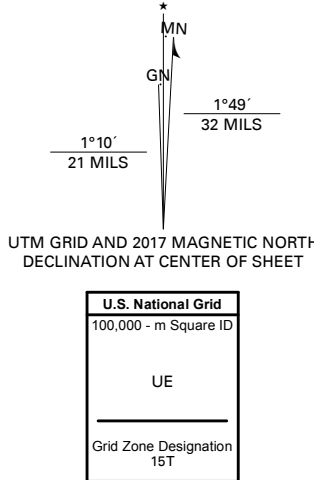 MN
GN
1°49´
32 MILS
1°10´
21 MILS
UTM GRID AND 2017 MAGNETIC NORTH
DECLINATION AT CENTER OF SHEET
U.S. National Grid
100,000 - m Square ID
UE
Grid Zone Designation
15T